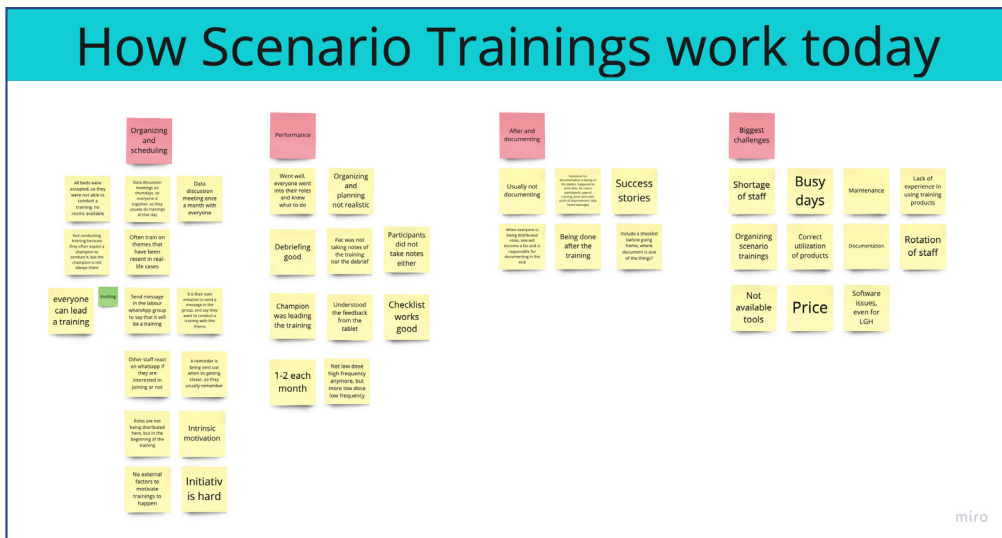 How Scenario Trainings work today
Organizing
and
scheduling
All beds were
occupied, so they
were not able to
conduct a
training, no
rooms available
Data discussion
meetings on
thursdays, so
everyone is
together, so they
usually do trainings
at that day
Data
discussion
meeting once
a month with
everyone
Not conducting
training because
they often expect a
champion to
conduct it, but the
champion is not
always there
Often train on
themes that
have been
resent in real-
life cases
everyone
can lead
a training
Inviting
Send message
in the labour
whatsApp group
to say that it will
be a training
It is their own
initiative to send a
message in the
group, and say they
want to conduct a
training with this
theme
Other staff react
on whatsapp if
they are
interested in
joining or not
A reminder is
being sent out
when its getting
closer, so they
usually remember
Roles are not
being distributed
here, but in the
beginning of the
training
Intrinsic
motivation
No external
factors to
motivate
trainings to
happen
Initiativ
is hard
Performance
Went well,
everyone went
into their roles
and knew
what to do
Organizing
and
planning
not realistic
Debriefing
good
Fac was not
taking notes of
the training
nor the debrief
Participants
did not
take notes
either
Champion
was leading
the training
Understood
the feedback
from the
tablet
Checklist
works
good
1-2 each
month
Not low dose
high frequency
anymore, but
more low dose
low frequency
After and
documenting
Usually not
documenting
Success
stories
When everyone is
being distributed
roles, one will
become a fac and is
responsible for
documenting in the
end
Being done
after the
training
Include a checklist
before going
home, where
document is one
of the things?
Biggest
challenges
Shortage
of staff
Busy
days
Maintenance
Lack of
experience in
using training
products
Organizing
scenario
trainings
Correct
utilization
of products
Documentation
Rotation
of staff
Not
available
tools
Price
Software
issues,
even for
LGH
miro